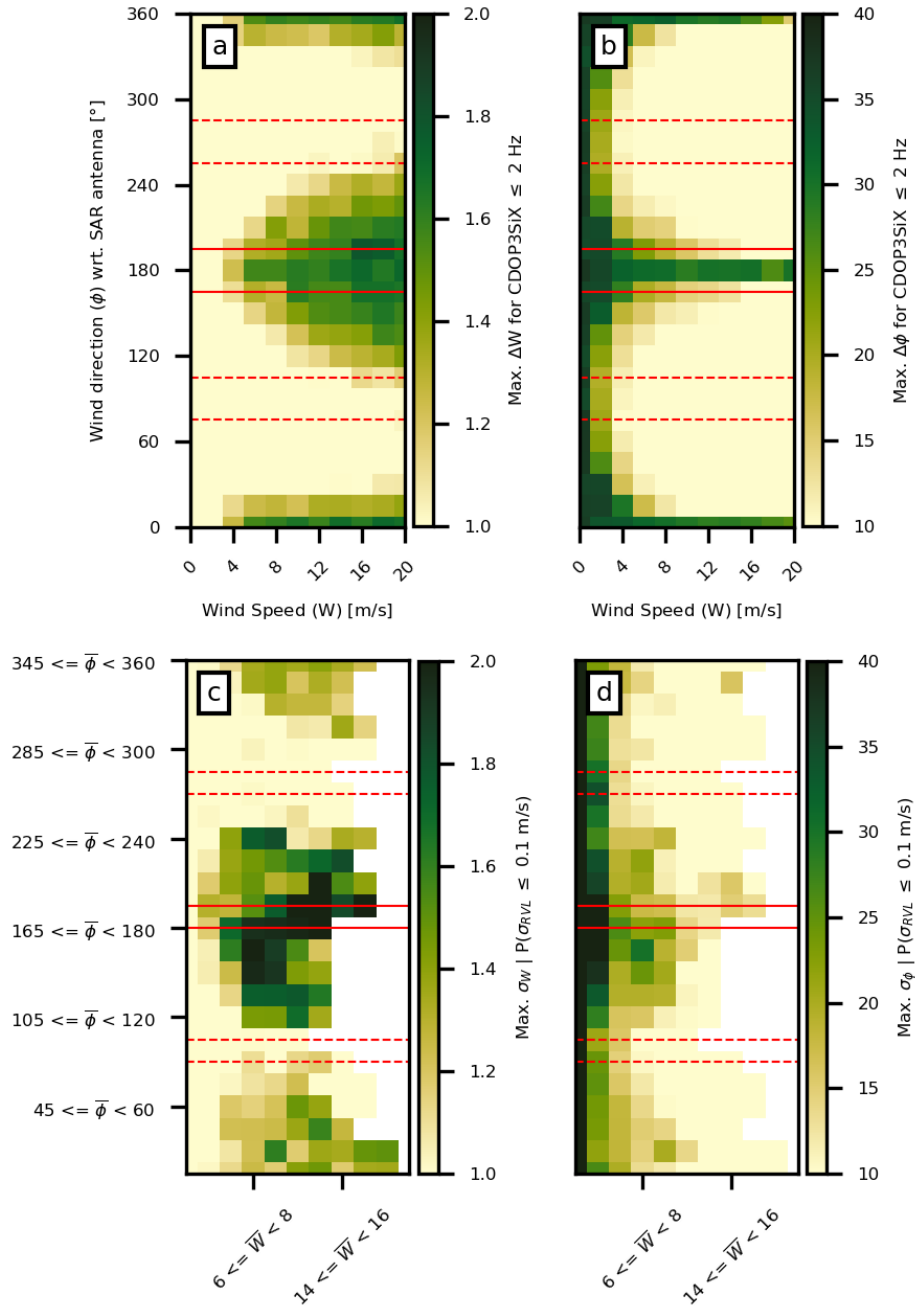 a
360
300
240
180
120
60
0
Wind direction (ϕ) wrt. SAR antenna [°]
0 4 8 12 16 20
Wind Speed (W) [m/s]
2.0
1.8
1.6
1.4
1.2
1.0
Max. ΔW for CDOP3SiX ≤ 2 Hz
b
0 4 8 12 16 20
Wind Speed (W) [m/s]
40
35
30
25
20
15
10
Max. Δϕ for CDOP3SiX ≤ 2 Hz
c
345 <= ϕ̅ < 360
285 <= ϕ̅ < 300
225 <= ϕ̅ < 240
165 <= ϕ̅ < 180
105 <= ϕ̅ < 120
45 <= ϕ̅ < 60
6 <= W̅ < 8
14 <= W̅ < 16
2.0
1.8
1.6
1.4
1.2
1.0
Max. σ_W | P(σ_RVL ≤ 0.1 m/s)
d
6 <= W̅ < 8
14 <= W̅ < 16
40
35
30
25
20
15
10
Max. σ_ϕ | P(σ_RVL ≤ 0.1 m/s)